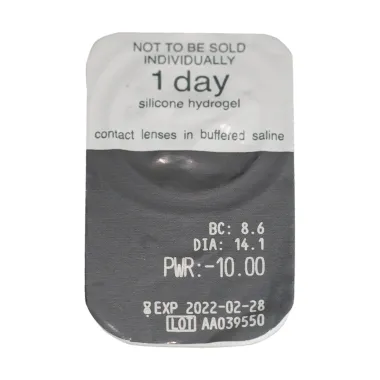 NOT TO BE SOLD
INDIVIDUALLY
1 day
silicone hydrogel
contact lenses in buffered saline
BC: 8.6
DIA: 14.1
PWR:-10.00
EXP 2022-02-28
LOT AA039550